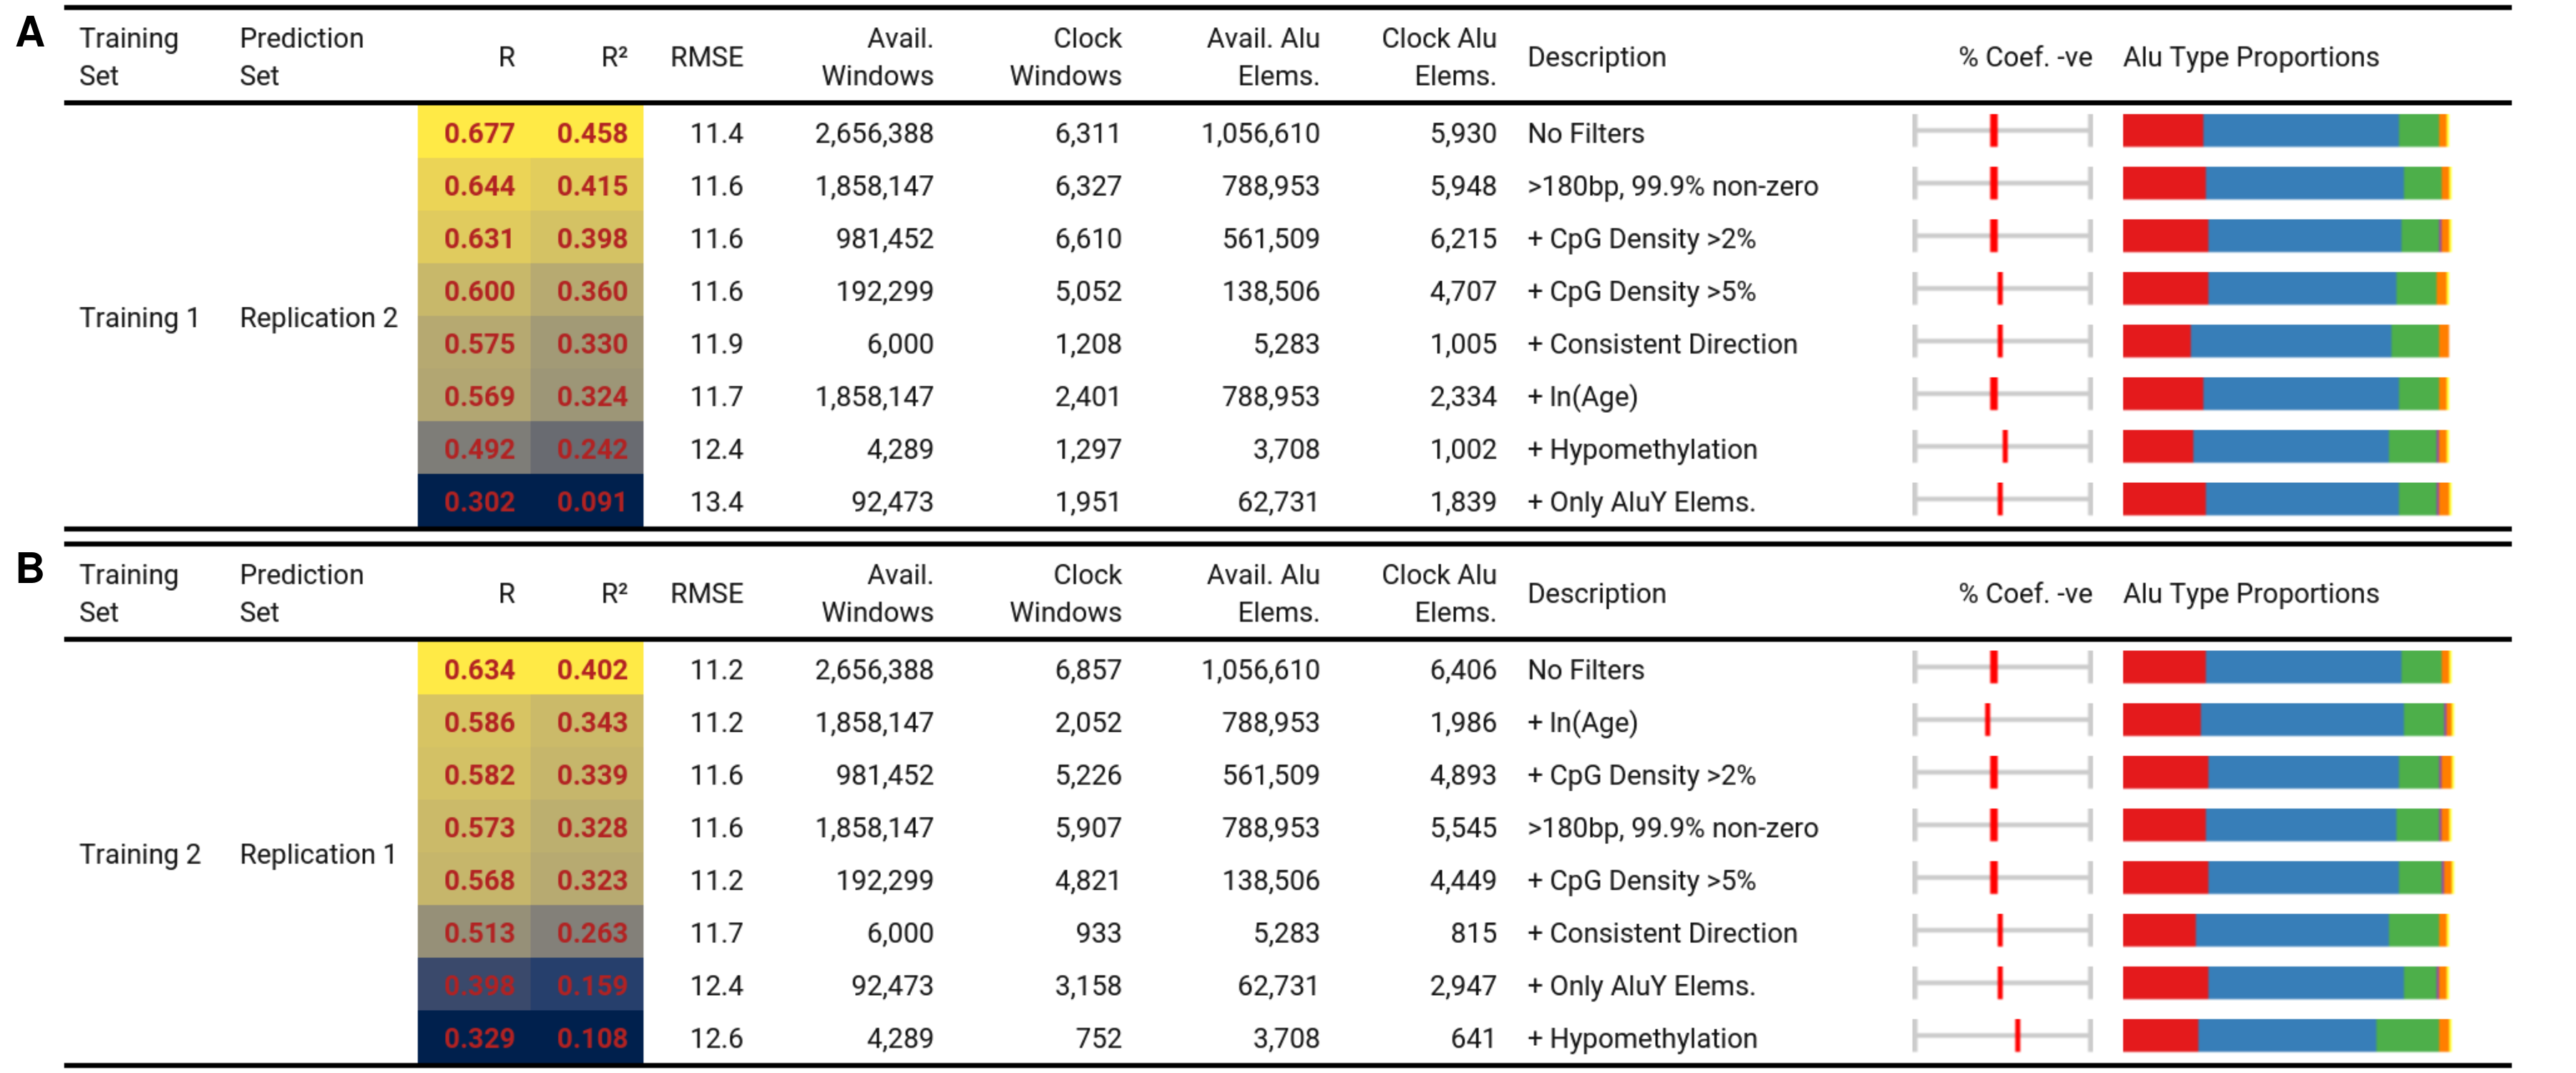 A
Training Set Prediction Set R R² RMSE Avail. Windows Clock Windows Avail. Alu Elems. Clock Alu Elems. Description % Coef. -ve Alu Type Proportions
Training 1 Replication 2
0.677 0.458 11.4 2,656,388 6,311 1,056,610 5,930 No Filters
0.644 0.415 11.6 1,858,147 6,327 788,953 5,948 >180bp, 99.9% non-zero
0.631 0.398 11.6 981,452 6,610 561,509 6,215 + CpG Density >2%
0.600 0.360 11.6 192,299 5,052 138,506 4,707 + CpG Density >5%
0.575 0.330 11.9 6,000 1,208 5,283 1,005 + Consistent Direction
0.569 0.324 11.7 1,858,147 2,401 788,953 2,334 + ln(Age)
0.492 0.242 12.4 4,289 1,297 3,708 1,002 + Hypomethylation
0.302 0.091 13.4 92,473 1,951 62,731 1,839 + Only AluY Elems.
B
Training Set Prediction Set R R² RMSE Avail. Windows Clock Windows Avail. Alu Elems. Clock Alu Elems. Description % Coef. -ve Alu Type Proportions
Training 2 Replication 1
0.634 0.402 11.2 2,656,388 6,857 1,056,610 6,406 No Filters
0.586 0.343 11.2 1,858,147 2,052 788,953 1,986 + ln(Age)
0.582 0.339 11.6 981,452 5,226 561,509 4,893 + CpG Density >2%
0.573 0.328 11.6 1,858,147 5,907 788,953 5,545 >180bp, 99.9% non-zero
0.568 0.323 11.2 192,299 4,821 138,506 4,449 + CpG Density >5%
0.513 0.263 11.7 6,000 933 5,283 815 + Consistent Direction
0.398 0.159 12.4 92,473 3,158 62,731 2,947 + Only AluY Elems.
0.329 0.108 12.6 4,289 752 3,708 641 + Hypomethylation